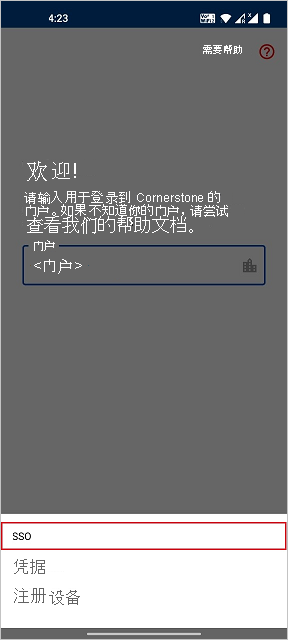 4:23
需要帮助
欢迎!
请输入用于登录到 Cornerstone 的
门户。如果不知道你的门户，请尝试
查看我们的帮助文档。
门户
<门户>
SSO
凭据
注册设备